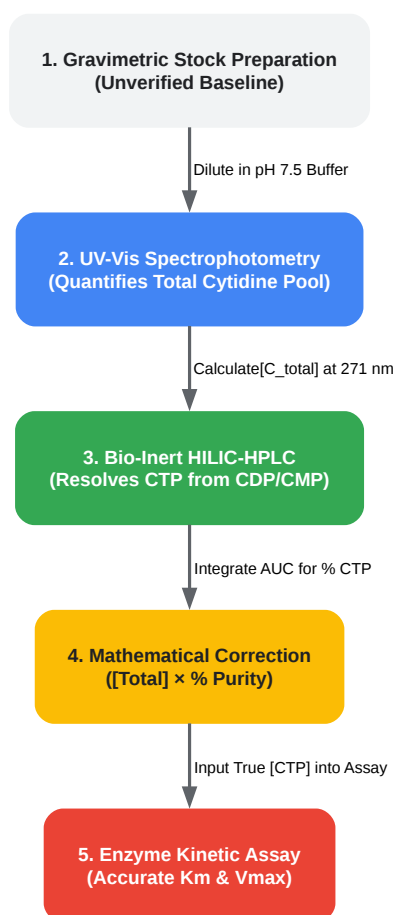 1. Gravimetric Stock Preparation
(Unverified Baseline)
Dilute in pH 7.5 Buffer
2. UV-Vis Spectrophotometry
(Quantifies Total Cytidine Pool)
Calculate[C_total] at 271 nm
3. Bio-Inert HILIC-HPLC
(Resolves CTP from CDP/CMP)
Integrate AUC for % CTP
4. Mathematical Correction
([Total] × % Purity)
Input True [CTP] into Assay
5. Enzyme Kinetic Assay
(Accurate Km & Vmax)